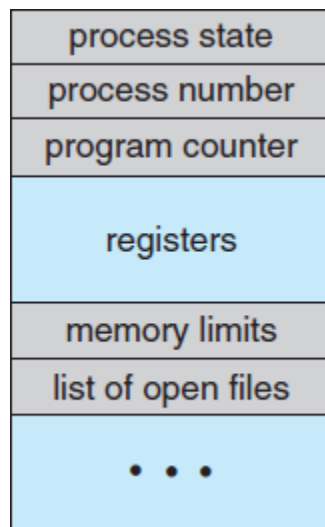 process state
process number
program counter
registers
memory limits
list of open files
• • •